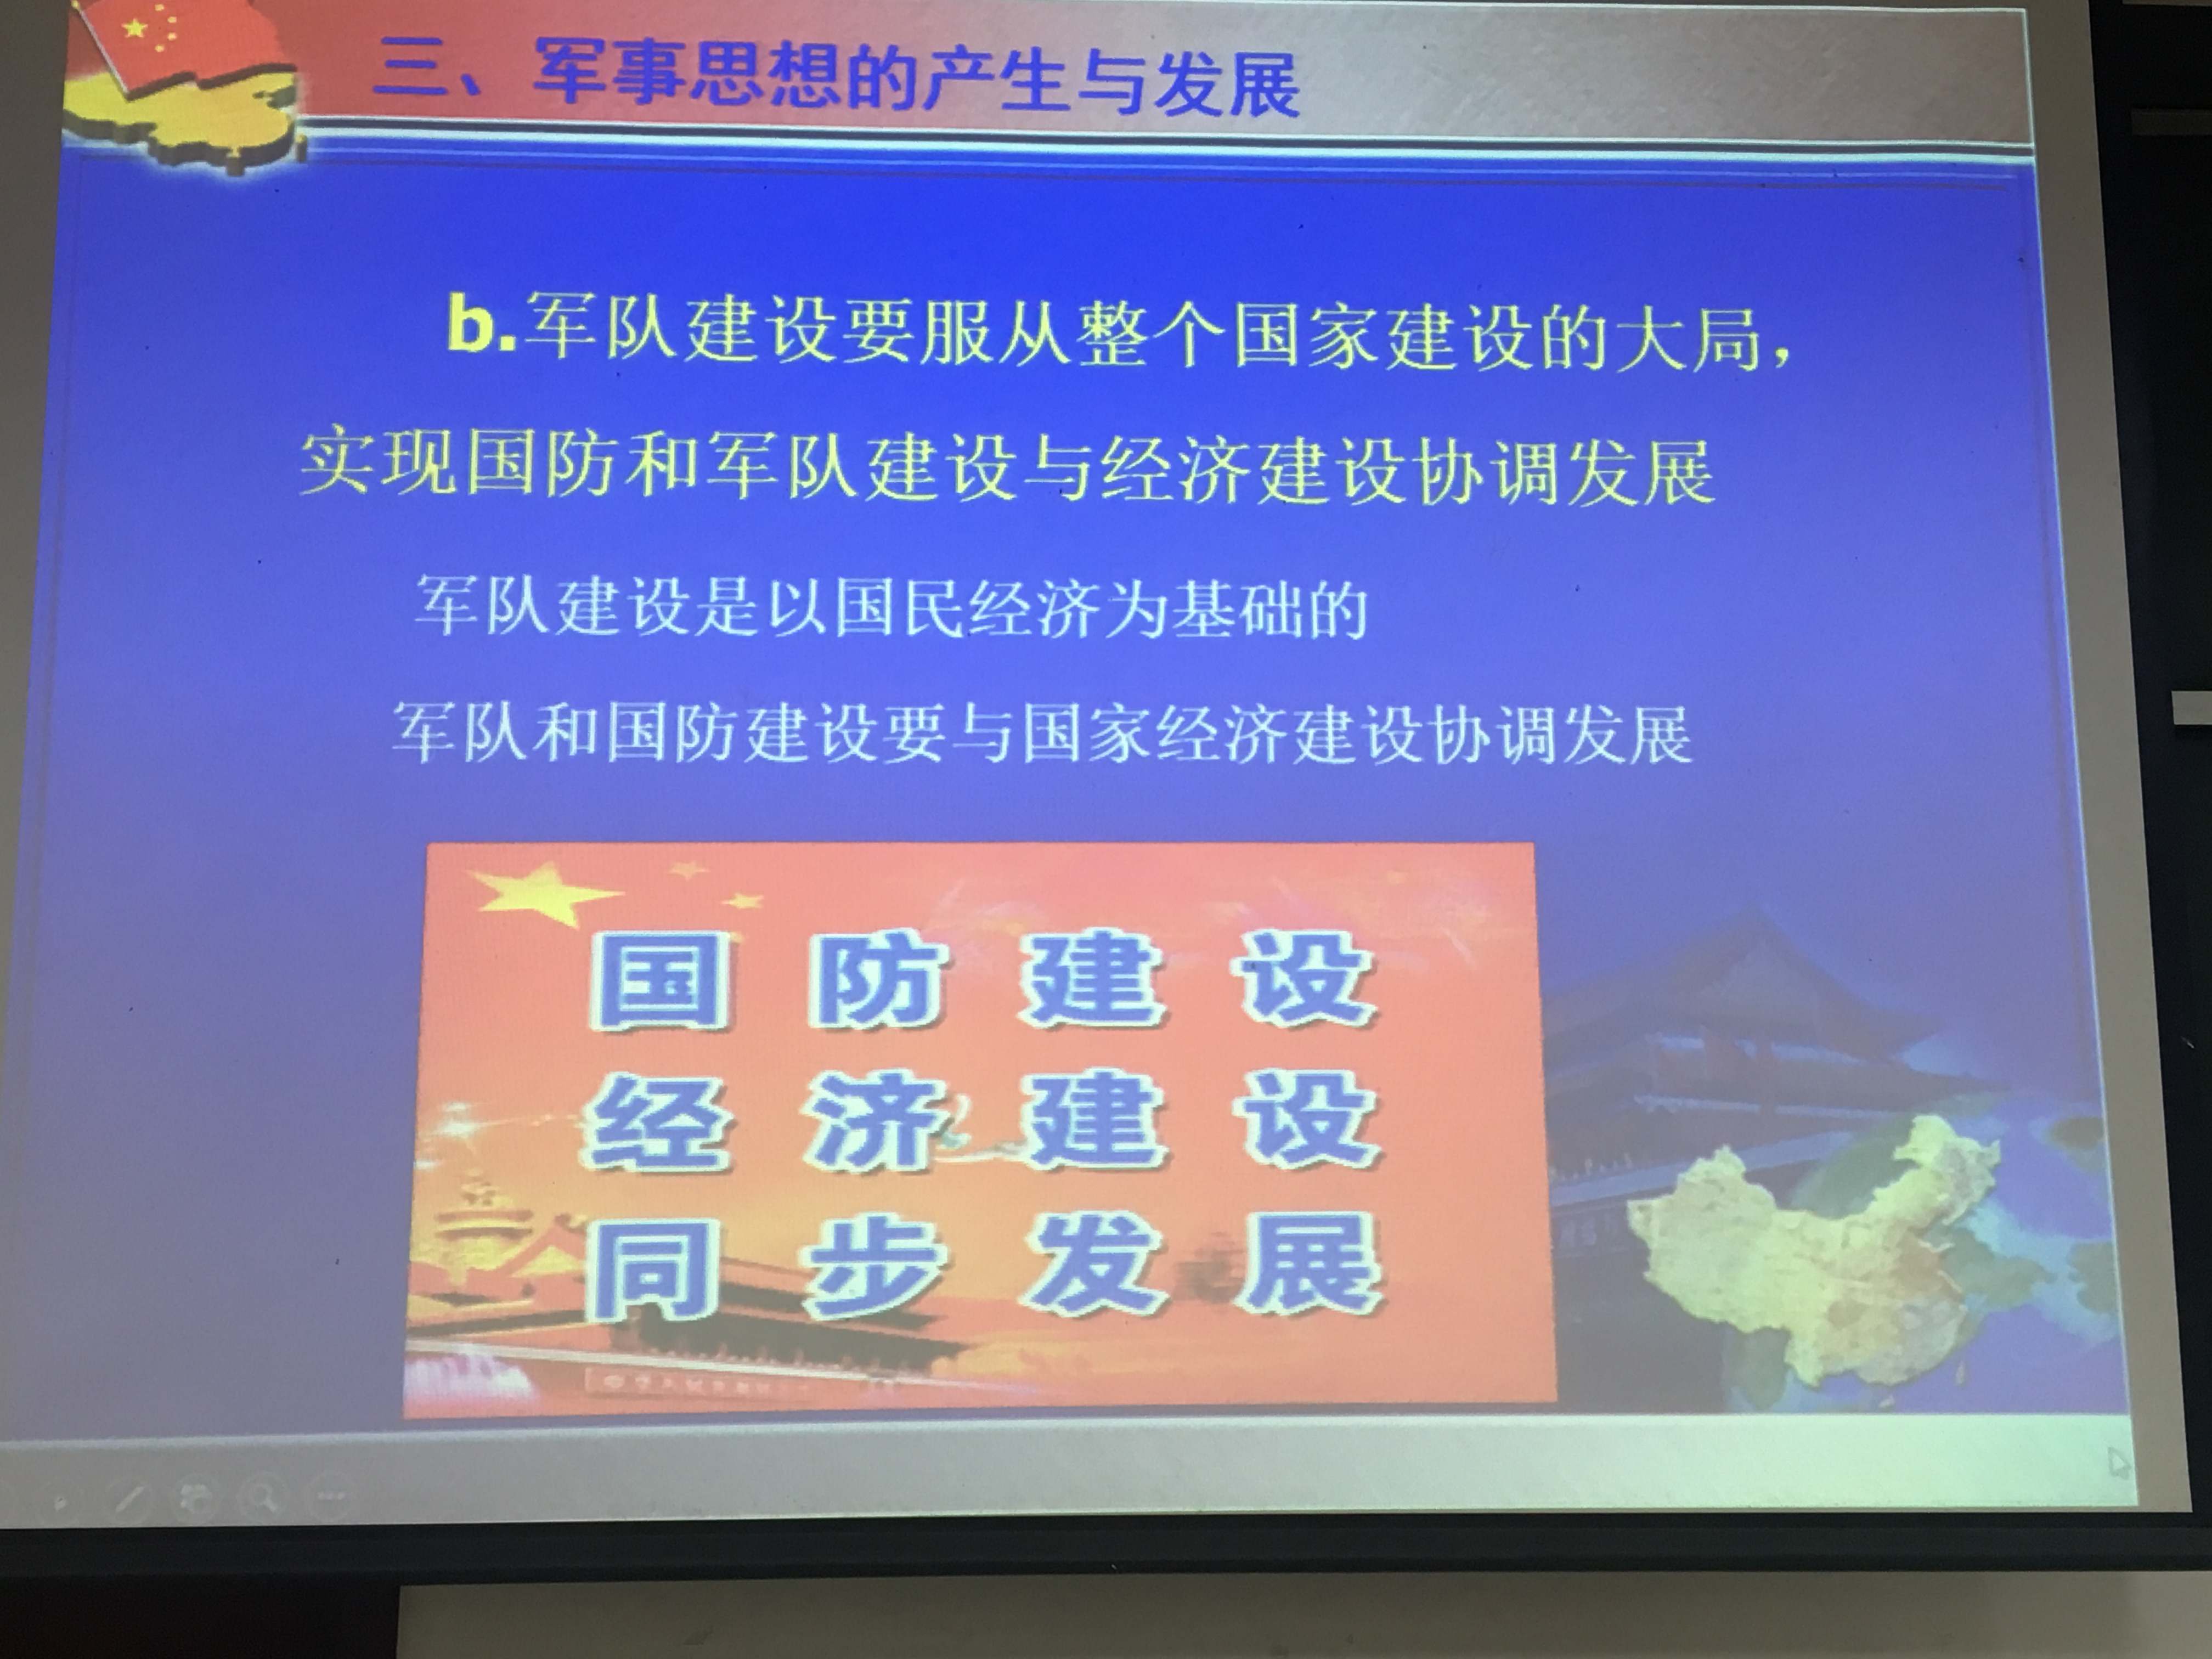 三、军事思想的产生与发展
b.军队建设要服从整个国家建设的大局，
实现国防和军队建设与经济建设协调发展
军队建设是以国民经济为基础的
军队和国防建设要与国家经济建设协调发展
国防建设
经济建设
同步发展